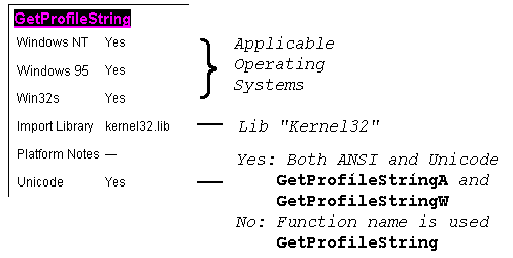 GetProfileString
Windows NT Yes
Windows 95 Yes
Win32s Yes
Applicable
Operating
Systems
Import Library kernel32.lib — Lib "Kernel32"
Platform Notes —
Unicode Yes — Yes: Both ANSI and Unicode
GetProfileStringA and
GetProfileStringW
No: Function name is used
GetProfileString